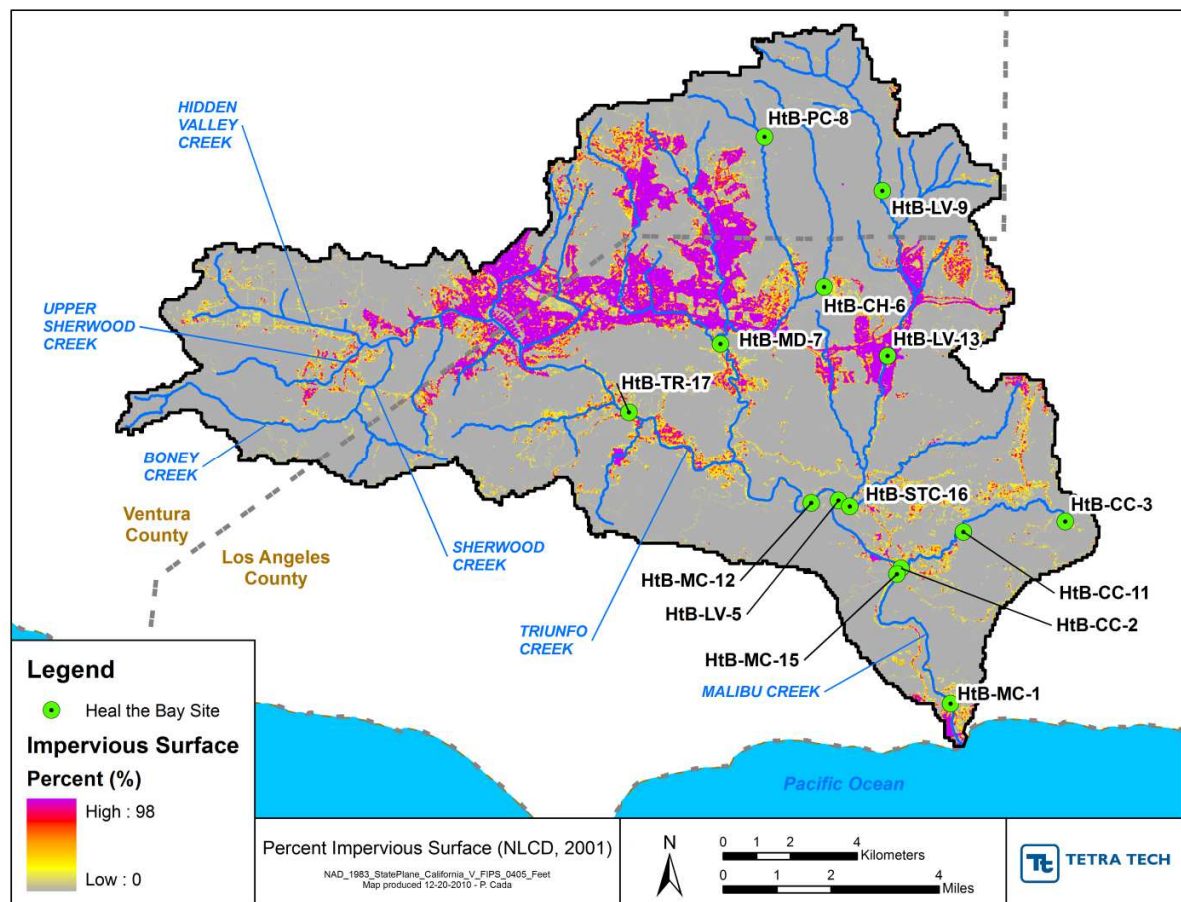 HIDDEN
VALLEY
CREEK
HtB-PC-8
HtB-LV-9
UPPER
SHERWOOD
CREEK
HtB-CH-6
HtB-MD-7
HtB-LV-13
HtB-TR-17
BONEY
CREEK
HtB-STC-16
HtB-CC-3
Ventura
County
Los Angeles
County
SHERWOOD
CREEK
HtB-MC-12
HtB-CC-11
HtB-LV-5
HtB-CC-2
TRIUNFO
CREEK
HtB-MC-15
MALIBU CREEK
HtB-MC-1
Pacific Ocean
Legend
Heal the Bay Site
Impervious Surface
Percent (%)
High : 98
Low : 0
Percent Impervious Surface (NLCD, 2001)
NAD_1983_StatePlane_California_V_FIPS_0405_Feet
Map produced 12-20-2010 - P. Cada
N
0 1 2 4
Kilometers
0 1 2 4
Miles
Tt TETRA TECH